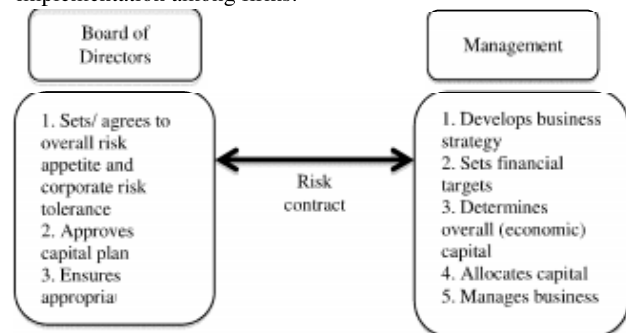 implementation among firms.
Board of
Directors
Management
1. Sets/ agrees to
overall risk
appetite and
corporate risk
tolerance
2. Approves
capital plan
3. Ensures
appropria
Risk
contract
1. Develops business
strategy
2. Sets financial
targets
3. Determines
overall (economic)
capital
4. Allocates capital
5. Manages business